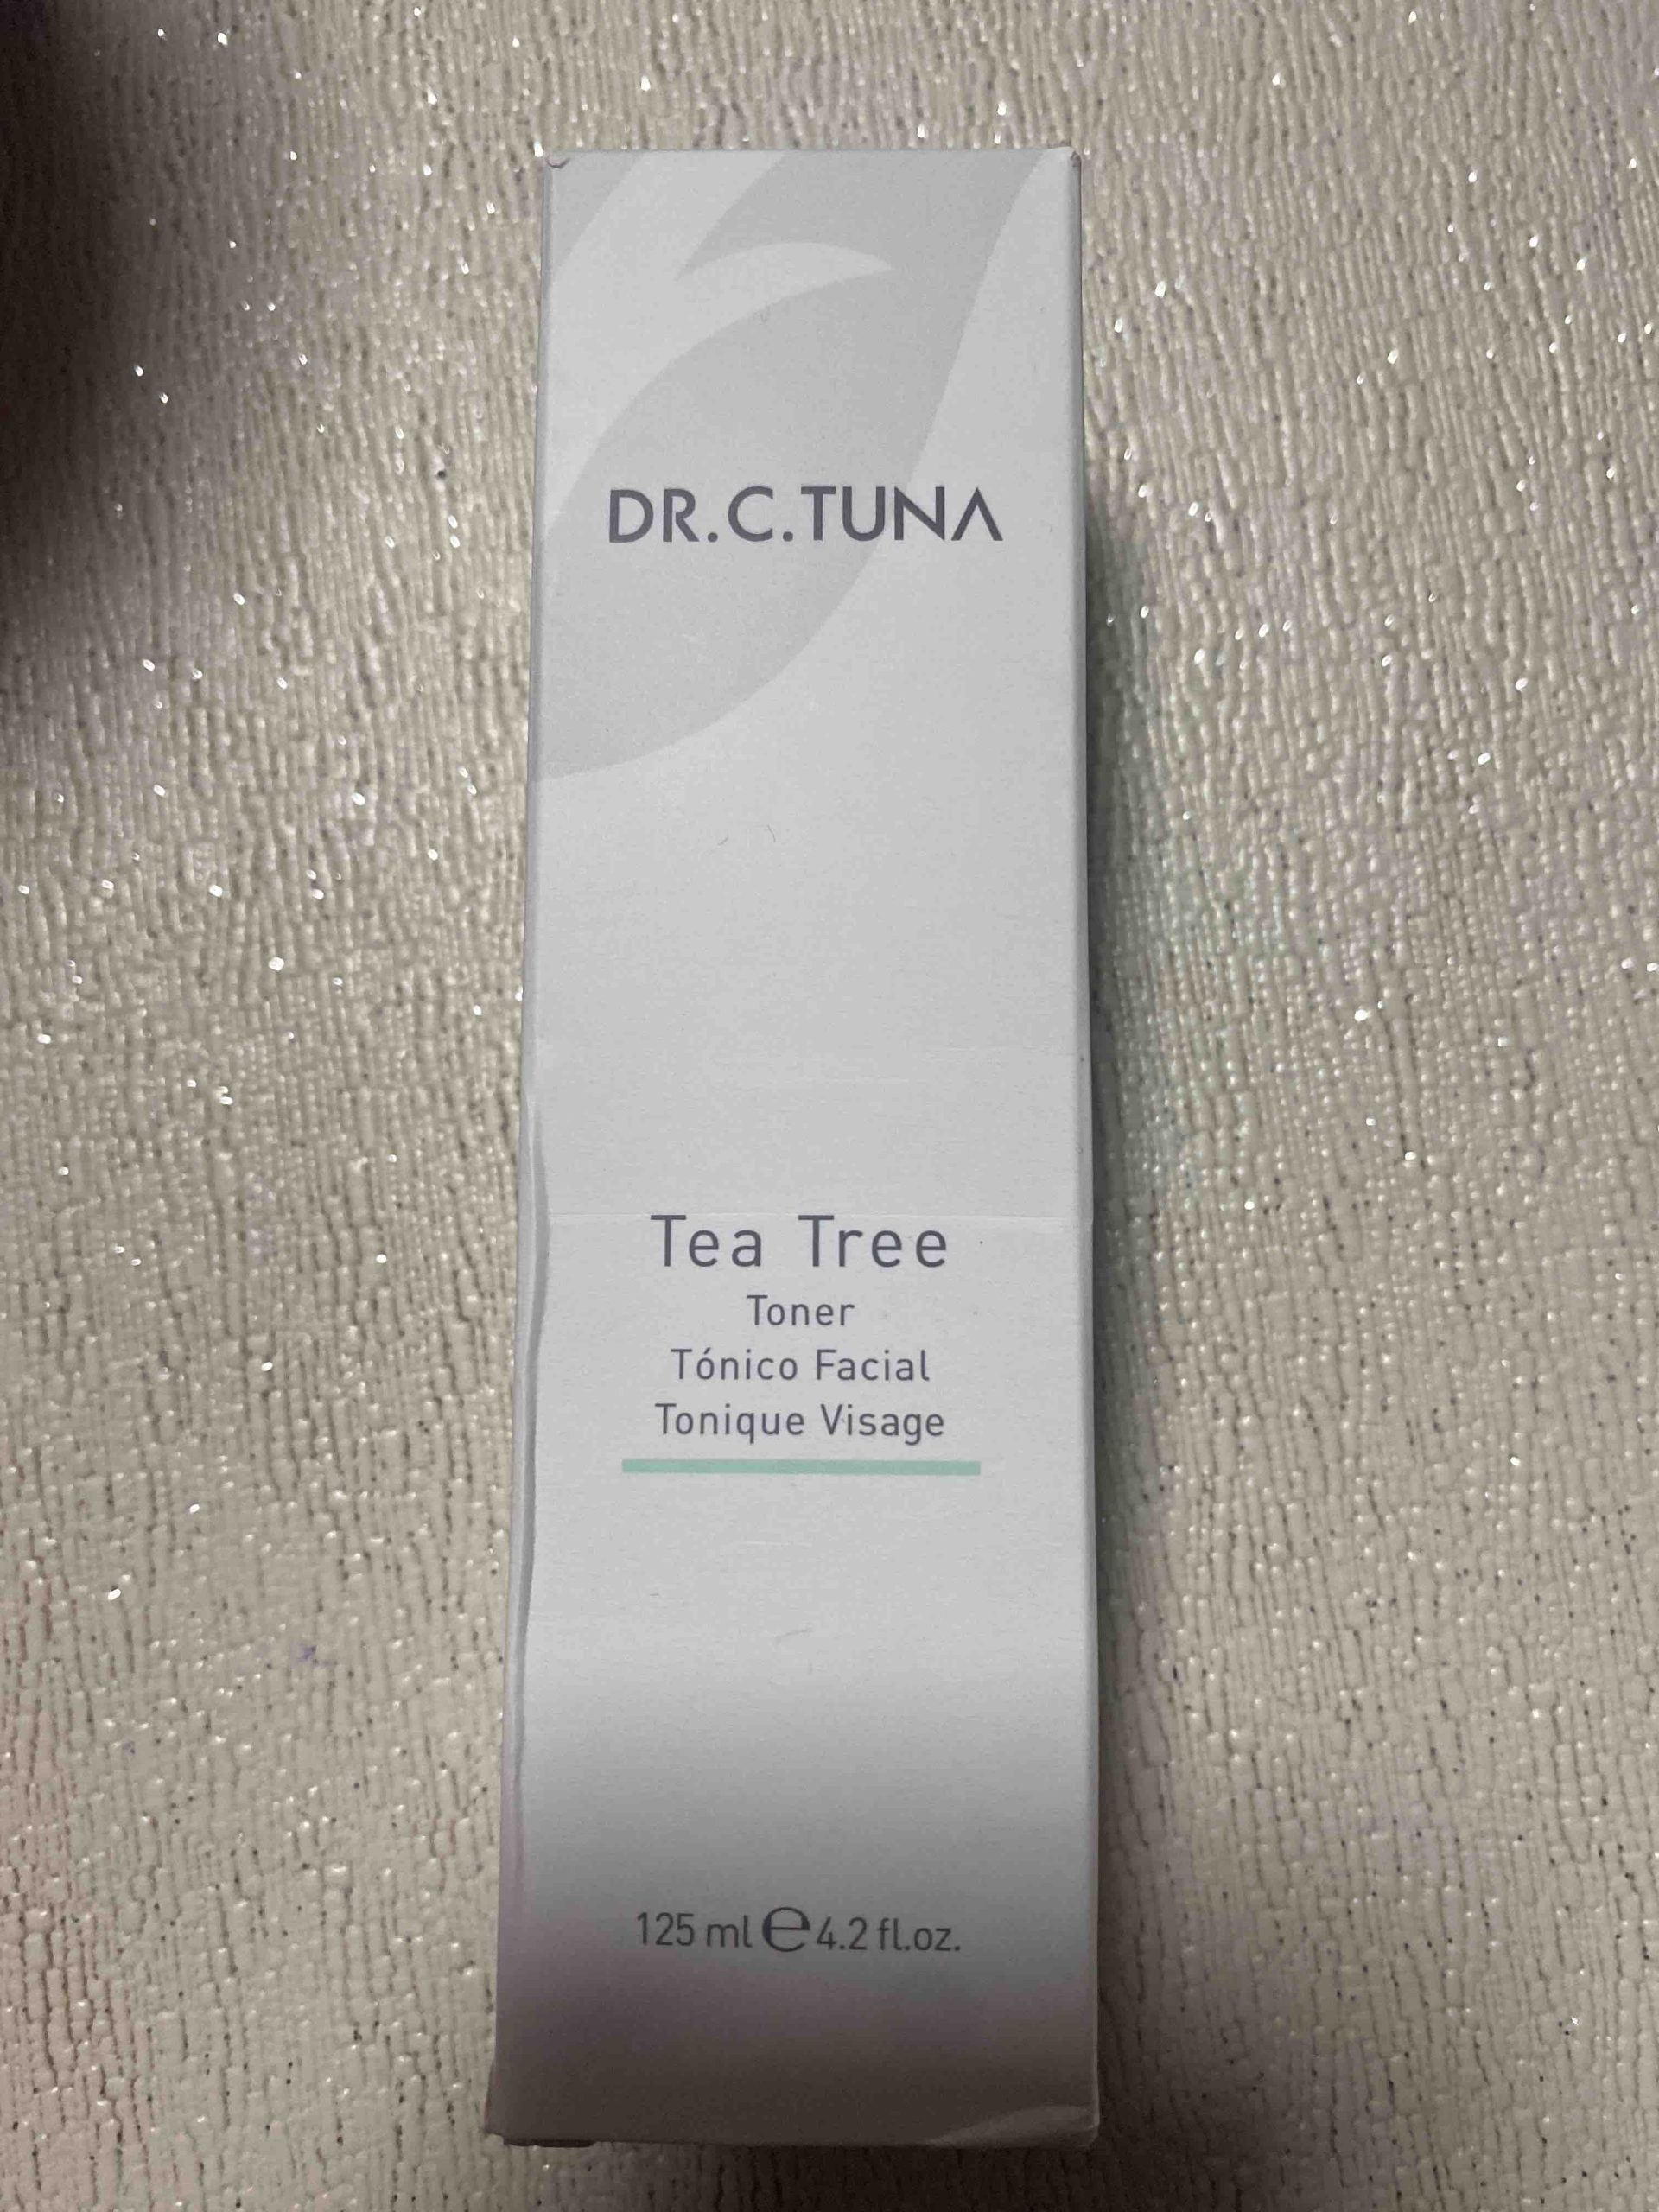 DR.C.TUNA
Tea Tree
Toner
Tónico Facial
Tonique Visage
125 ml ℮ 4.2 fl.oz.